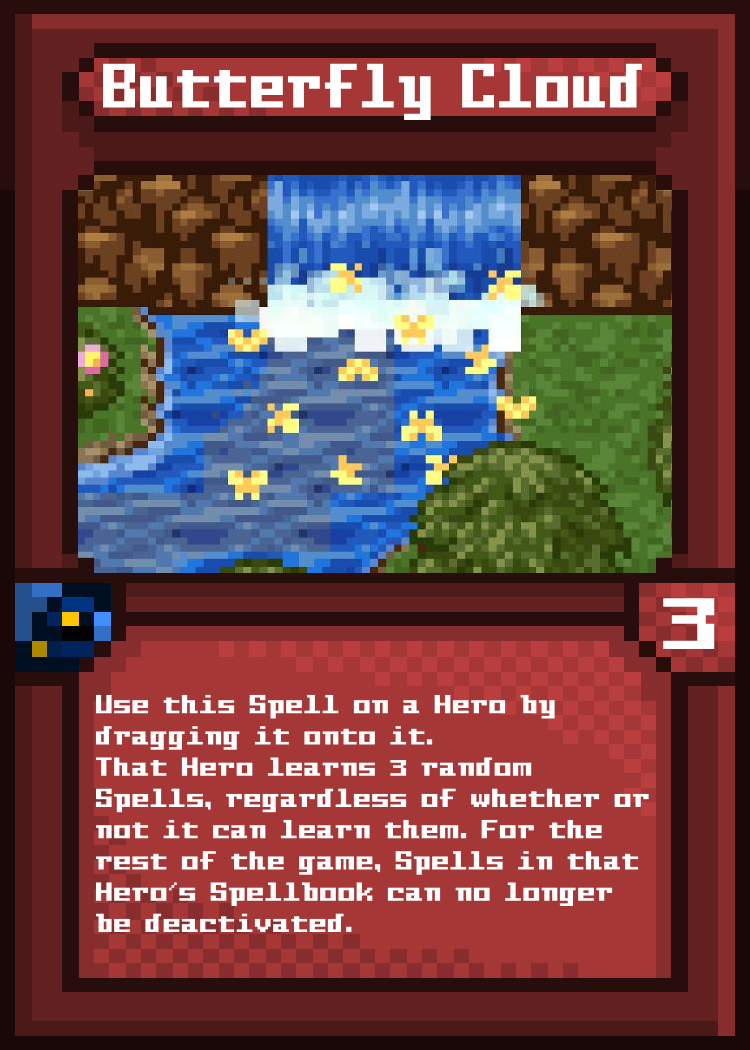 Butterfly Cloud
3
Use this Spell on a Hero by
dragging it onto it.
That Hero learns 3 random
Spells, regardless of whether or
not it can learn them. For the
rest of the game, Spells in that
Hero's Spellbook can no longer
be deactivated.